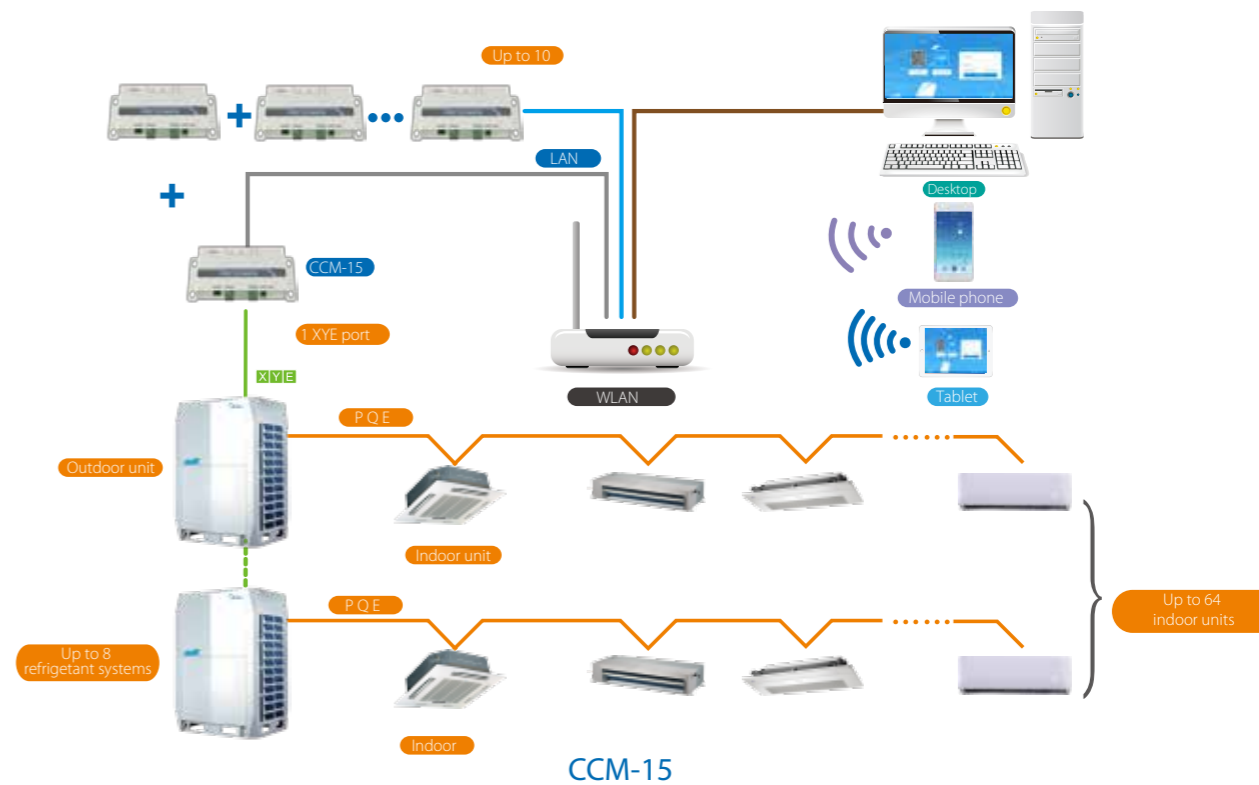 Up to 10
LAN
Desktop
CCM-15
Mobile phone
1 XYE port
X Y E
WLAN
Tablet
P Q E
Outdoor unit
Indoor unit
P Q E
Up to 64
indoor units
Up to 8
refrigetant systems
Indoor
CCM-15